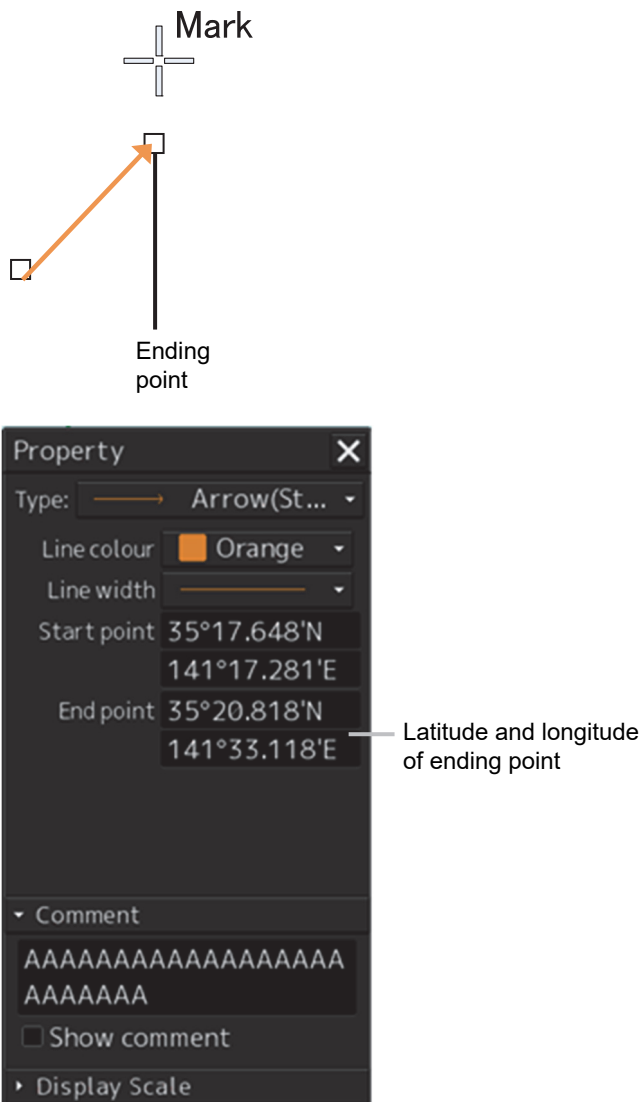 Mark
Ending
point
Property
Type: Arrow(St...
Line colour Orange
Line width
Start point 35°17.648'N
141°17.281'E
End point 35°20.818'N
141°33.118'E
Latitude and longitude
of ending point
Comment
AAAAAAAAAAAAAAAAAA
AAAAAAA
Show comment
Display Scale